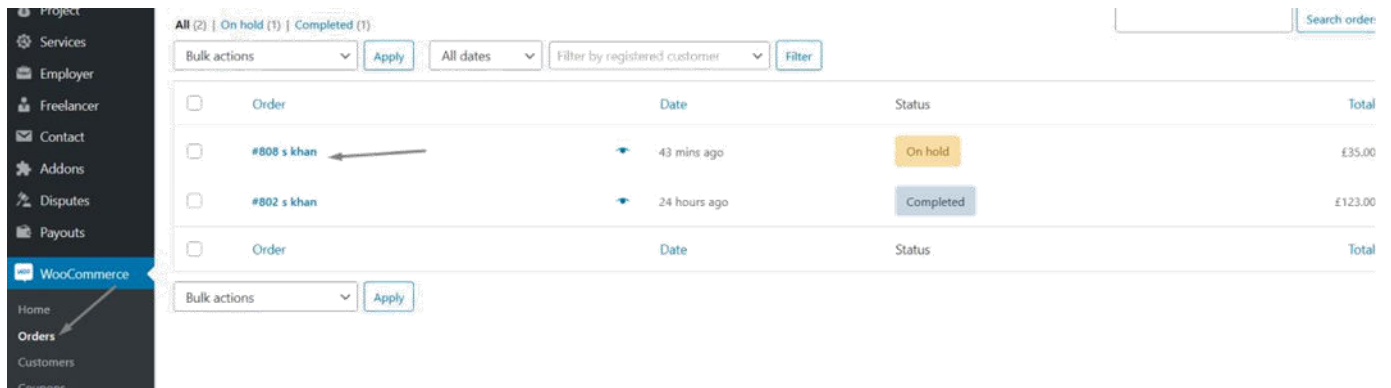 Project
Services
Employer
Freelancer
Contact
Addons
Disputes
Payouts
WooCommerce
Home
Orders
Customers
Coupons
All (2) | On hold (1) | Completed (1)
Search orders
Bulk actions Apply All dates Filter by registered customer Filter
Order Date Status Total
#808 s khan 43 mins ago On hold £35.00
#802 s khan 24 hours ago Completed £123.00
Order Date Status Total
Bulk actions Apply